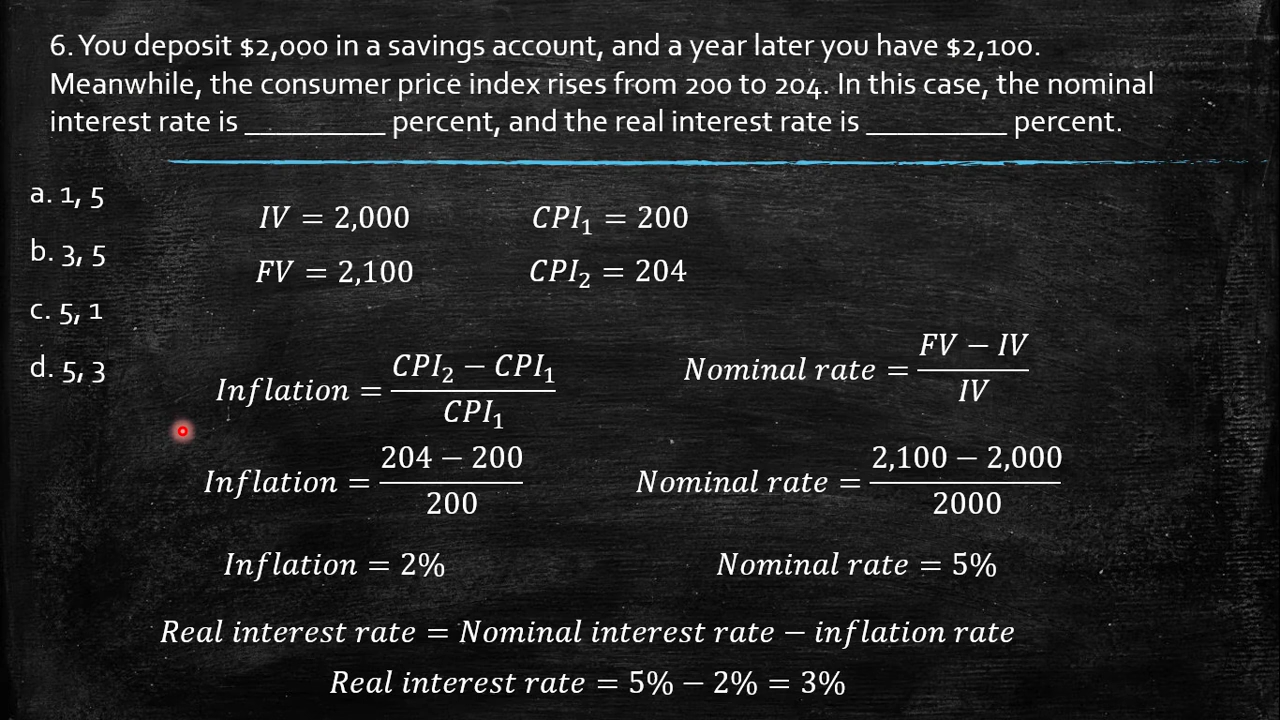 6. You deposit $2,000 in a savings account, and a year later you have $2,100.
Meanwhile, the consumer price index rises from 200 to 204. In this case, the nominal
interest rate is __________ percent, and the real interest rate is __________ percent.
a. 1, 5
b. 3, 5
c. 5, 1
d. 5, 3
IV = 2,000
CPI₁ = 200
FV = 2,100
CPI₂ = 204
Inflation = (CPI₂ − CPI₁) / CPI₁
Nominal rate = (FV − IV) / IV
Inflation = (204 − 200) / 200
Nominal rate = (2,100 − 2,000) / 2000
Inflation = 2%
Nominal rate = 5%
Real interest rate = Nominal interest rate − inflation rate
Real interest rate = 5% − 2% = 3%